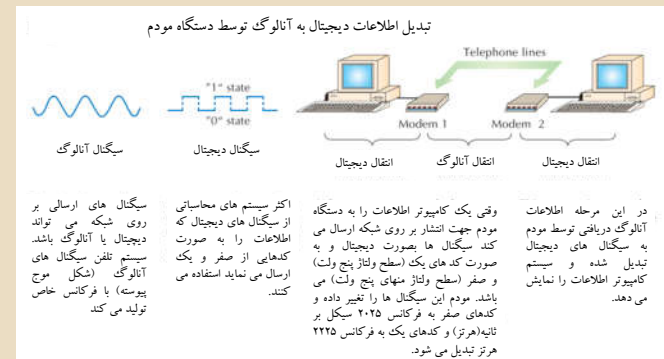 تبدیل اطلاعات دیجیتال به آنالوگ توسط دستگاه مودم
Telephone lines
"1" state
"0" state
Modem 1
Modem 2
سیگنال آنالوگ
سیگنال دیجیتال
انتقال دیجیتال
انتقال آنالوگ
انتقال دیجیتال
سیگنال های ارسالی بر
روی شبکه می تواند
دیجیتال یا آنالوگ باشد.
سیستم تلفن سیگنال های
آنالوگ (شکل موج
پیوسته) با فرکانس خاص
تولید می کند
اکثر سیستم های محاسباتی
از سیگنال های دیجیتال که
اطلاعات را به صورت
کدهایی از صفر و یک
ارسال می نماید استفاده می
کنند.
وقتی یک کامپیوتر اطلاعات را به دستگاه
مودم جهت انتشار بر روی شبکه ارسال می
کند سیگنال ها بصورت دیجیتال و به
صورت کد های یک (سطح ولتاژ پنج ولت)
و صفر (سطح ولتاژ منهای پنج ولت) می
باشد. مودم این سیگنال ها را تغییر داده و
کدهای صفر به فرکانس ۲۰۲۵ سیکل بر
ثانیه(هرتز) و کدهای یک به فرکانس ۲۲۲۵
هرتز تبدیل می شود.
در این مرحله اطلاعات
آنالوگ دریافتی توسط مودم
به سیگنال های دیجیتال
تبدیل شده و سیستم
کامپیوتر اطلاعات را نمایش
می دهد.